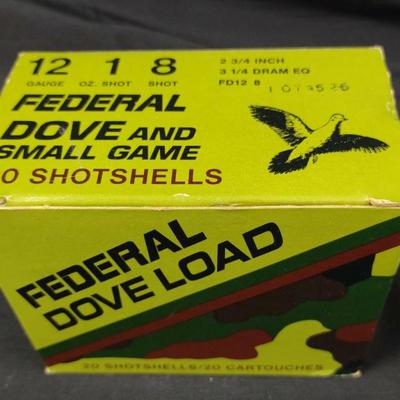 12 1 8
GAUGE OZ. SHOT SHOT
2 3/4 INCH
3 1/4 DRAM EQ
FD12 8
FEDERAL
DOVE AND
SMALL GAME
0 SHOTSHELLS
FEDERAL
DOVE LOAD
20 SHOTSHELLS/20 CARTOUCHES